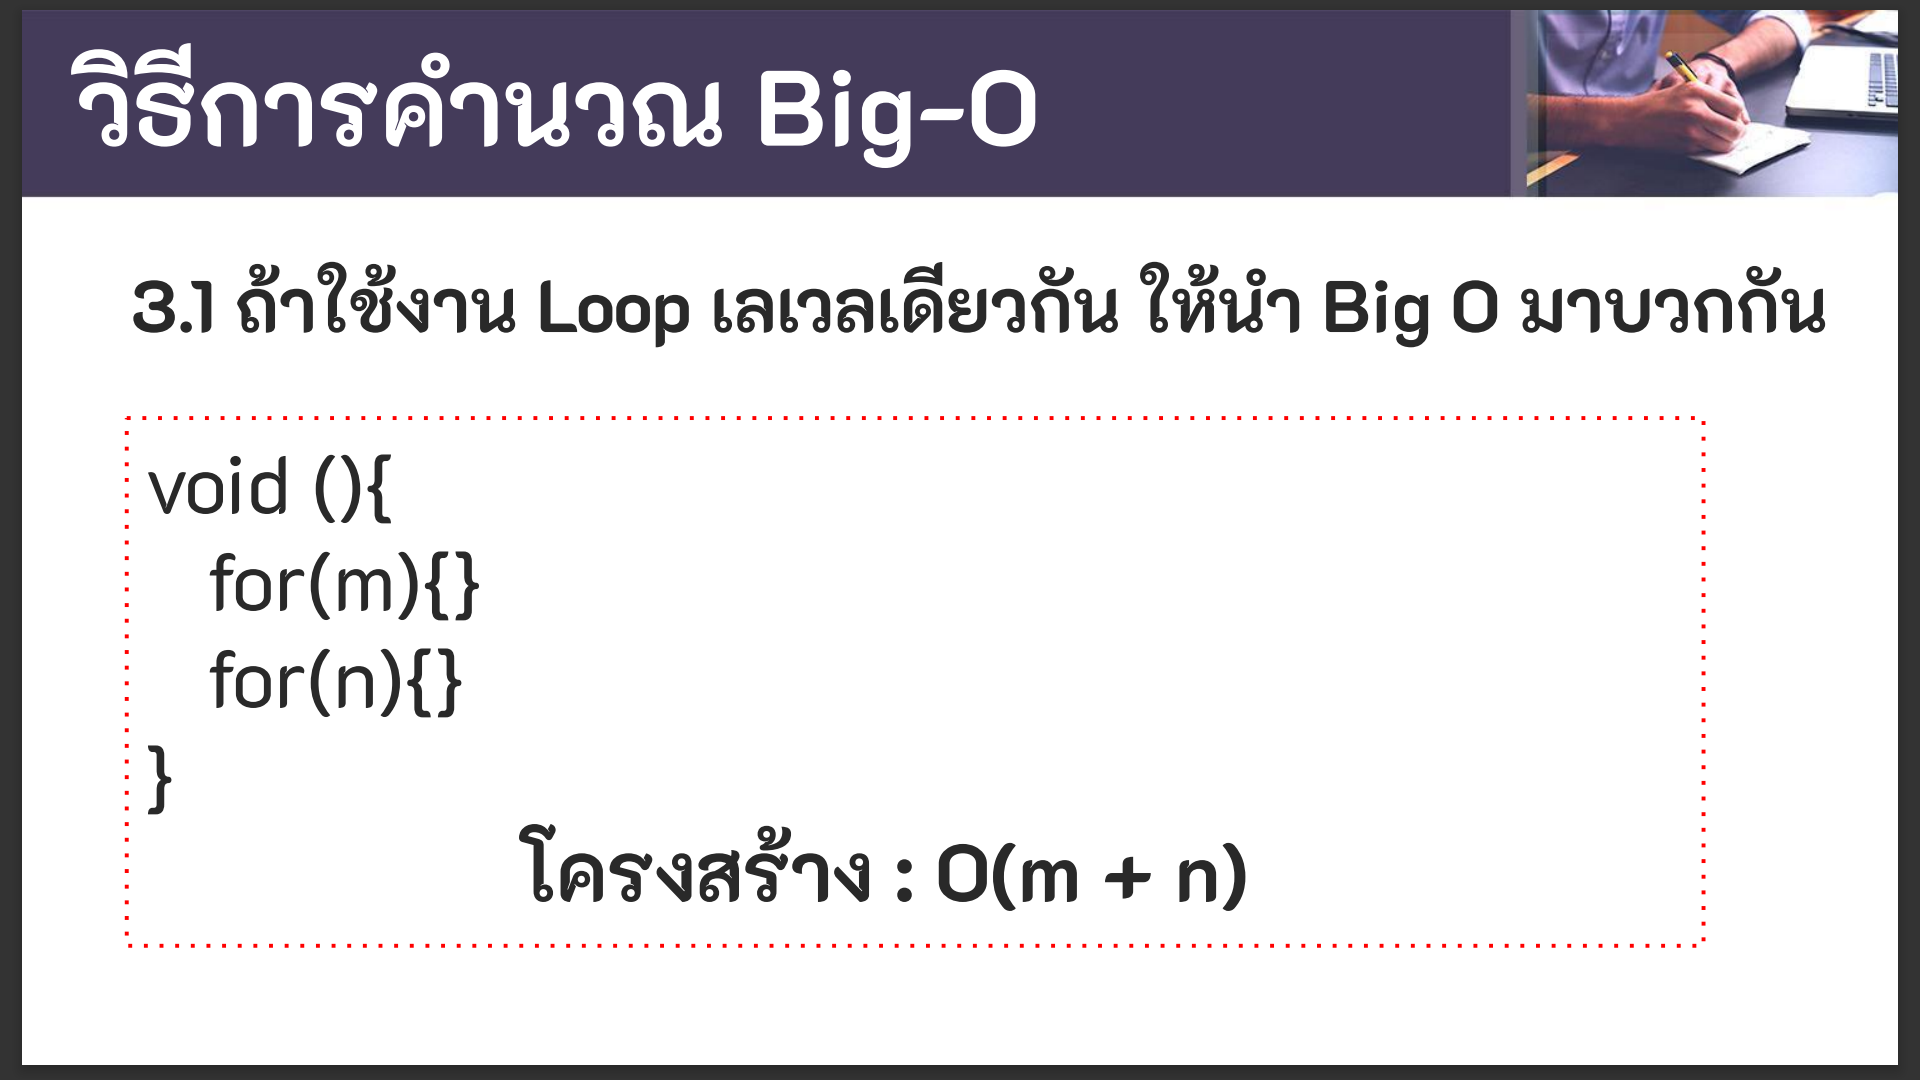 วิธีการคำนวณ Big-O
3.1 ถ้าใช้งาน Loop เลเวลเดียวกัน ให้นำ Big O มาบวกกัน
void (){
for(m){}
for(n){}
}
โครงสร้าง : O(m + n)